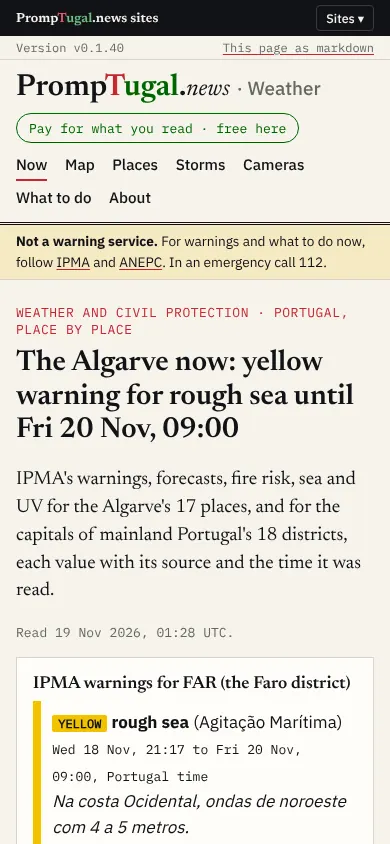 PrompTugal.news sites
Sites ▾
Version v0.1.40
This page as markdown
PrompTugal.news · Weather
Pay for what you read · free here
Now Map Places Storms Cameras
What to do About
Not a warning service. For warnings and what to do now,
follow IPMA and ANEPC. In an emergency call 112.
WEATHER AND CIVIL PROTECTION · PORTUGAL,
PLACE BY PLACE
The Algarve now: yellow
warning for rough sea until
Fri 20 Nov, 09:00
IPMA's warnings, forecasts, fire risk, sea and
UV for the Algarve's 17 places, and for the
capitals of mainland Portugal's 18 districts,
each value with its source and the time it was
read.
Read 19 Nov 2026, 01:28 UTC.
IPMA warnings for FAR (the Faro district)
YELLOW rough sea (Agitação Marítima)
Wed 18 Nov, 21:17 to Fri 20 Nov,
09:00, Portugal time
Na costa Ocidental, ondas de noroeste
com 4 a 5 metros.